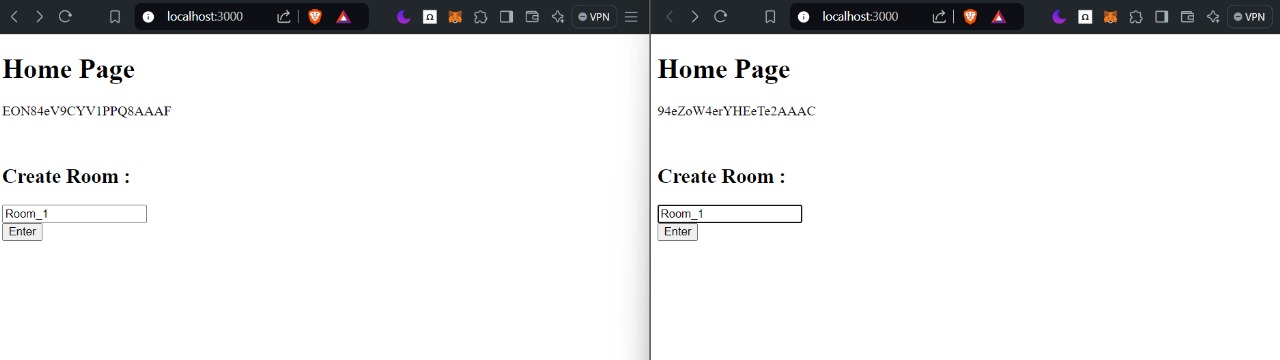 localhost:3000
VPN
Home Page
EON84eV9CYV1PPQ8AAAF
Create Room :
Room_1
Enter
localhost:3000
VPN
Home Page
94eZoW4erYHEeTe2AAAC
Create Room :
Room_1
Enter